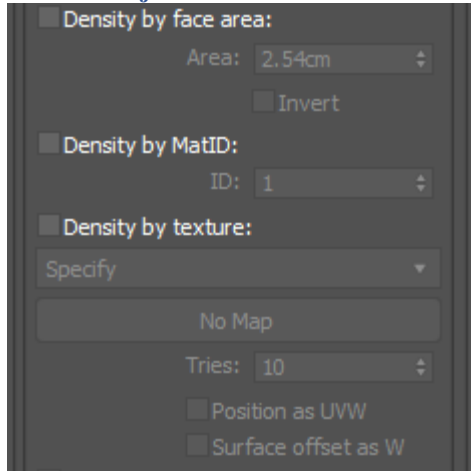 Density by face area:
Area: 2.54cm
Invert
Density by MatID:
ID: 1
Density by texture:
Specify
No Map
Tries: 10
Position as UVW
Surface offset as W